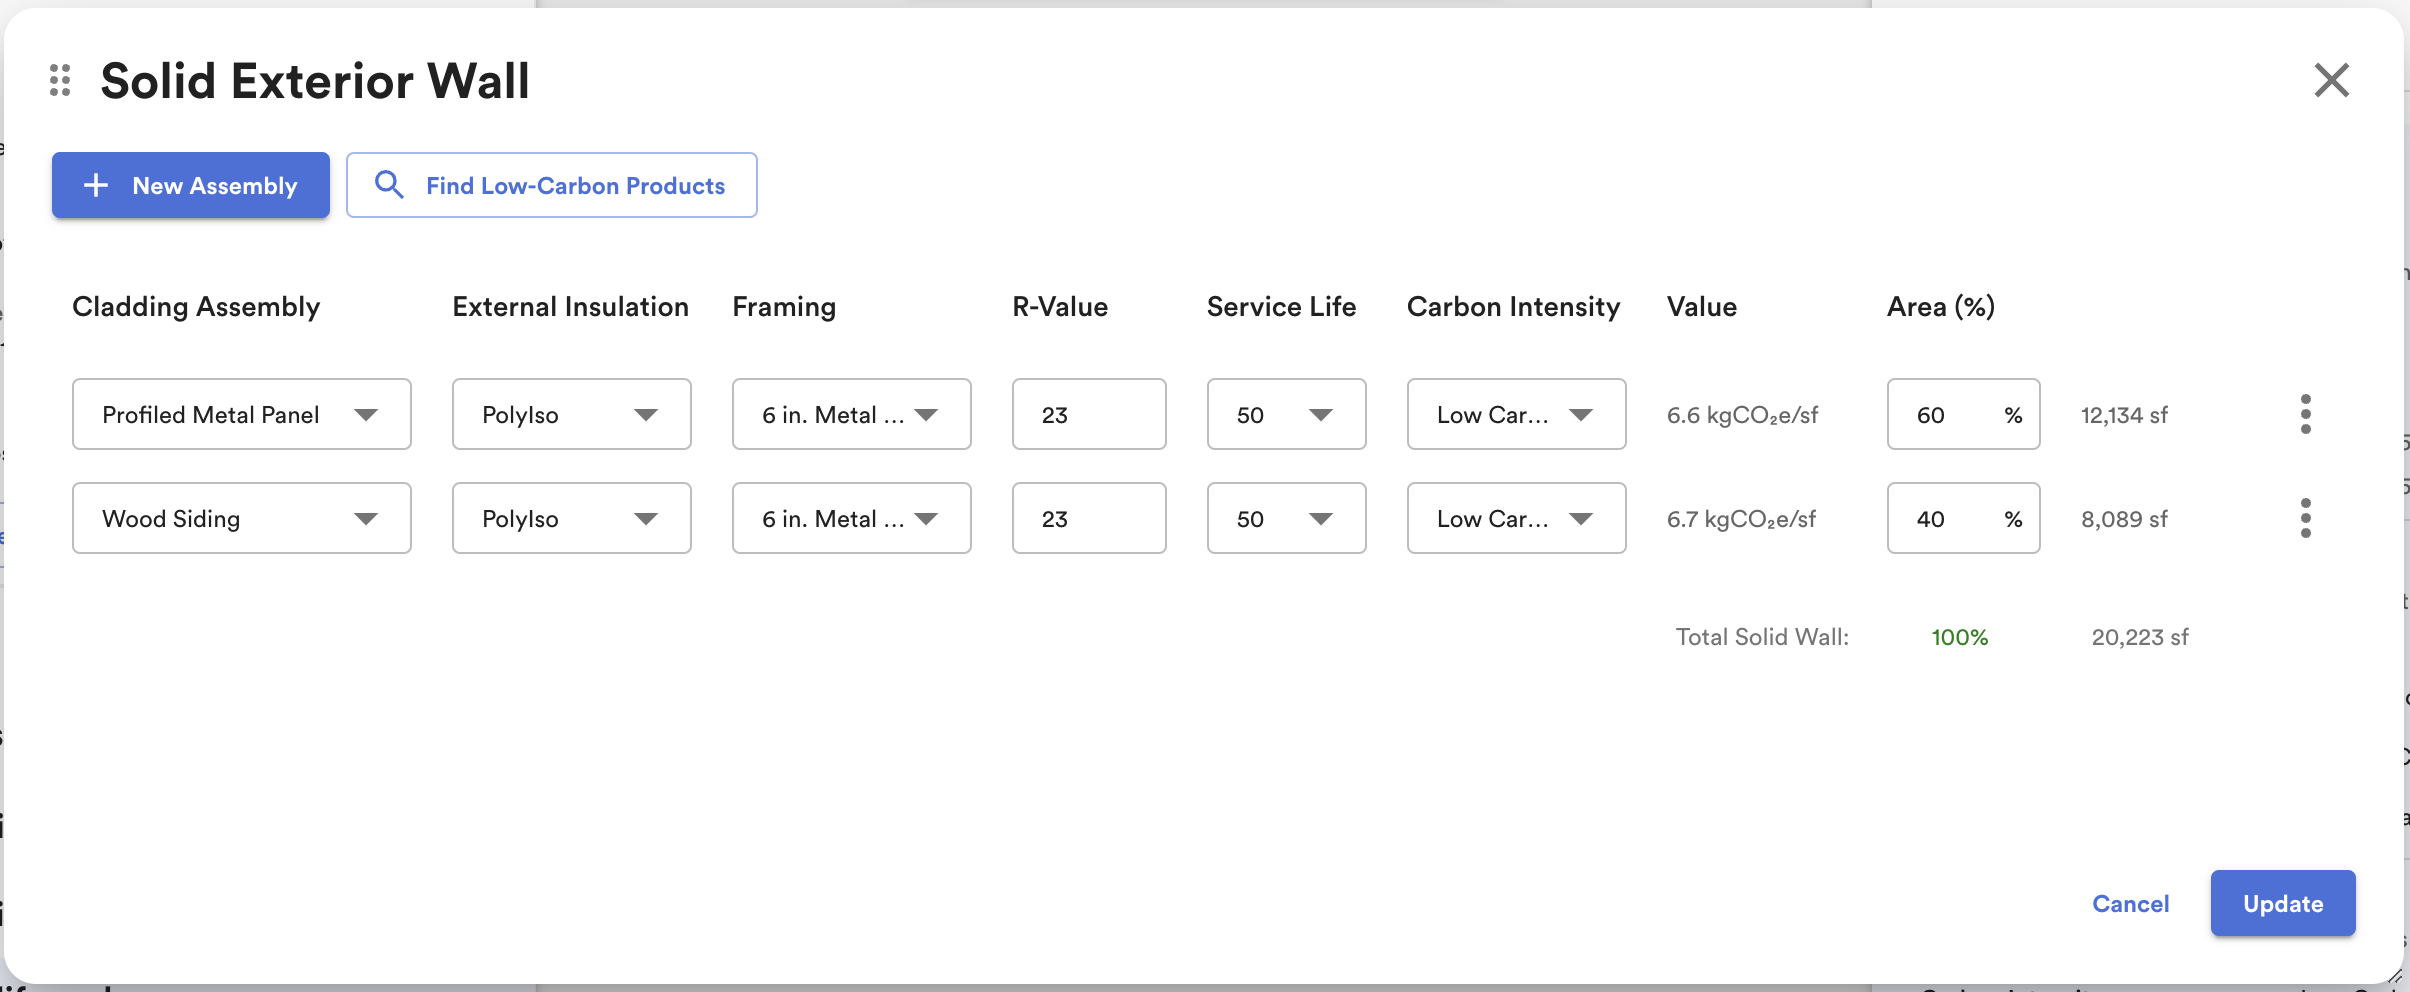 Solid Exterior Wall
New Assembly
Find Low-Carbon Products
Cladding Assembly External Insulation Framing R-Value Service Life Carbon Intensity Value Area (%)
Profiled Metal Panel PolyIso 6 in. Metal ... 23 50 Low Car... 6.6 kgCO₂e/sf 60 % 12,134 sf
Wood Siding PolyIso 6 in. Metal ... 23 50 Low Car... 6.7 kgCO₂e/sf 40 % 8,089 sf
Total Solid Wall: 100% 20,223 sf
Cancel Update